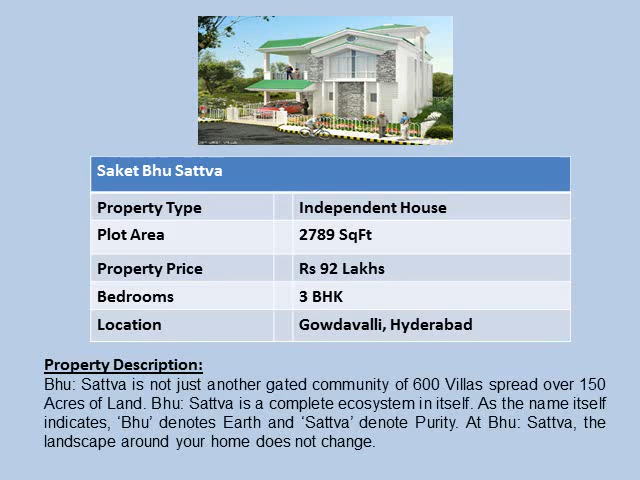 Saket Bhu Sattva
Property Type Independent House
Plot Area 2789 SqFt
Property Price Rs 92 Lakhs
Bedrooms 3 BHK
Location Gowdavalli, Hyderabad
Property Description:
Bhu: Sattva is not just another gated community of 600 Villas spread over 150
Acres of Land. Bhu: Sattva is a complete ecosystem in itself. As the name itself
indicates, ‘Bhu’ denotes Earth and ‘Sattva’ denote Purity. At Bhu: Sattva, the
landscape around your home does not change.